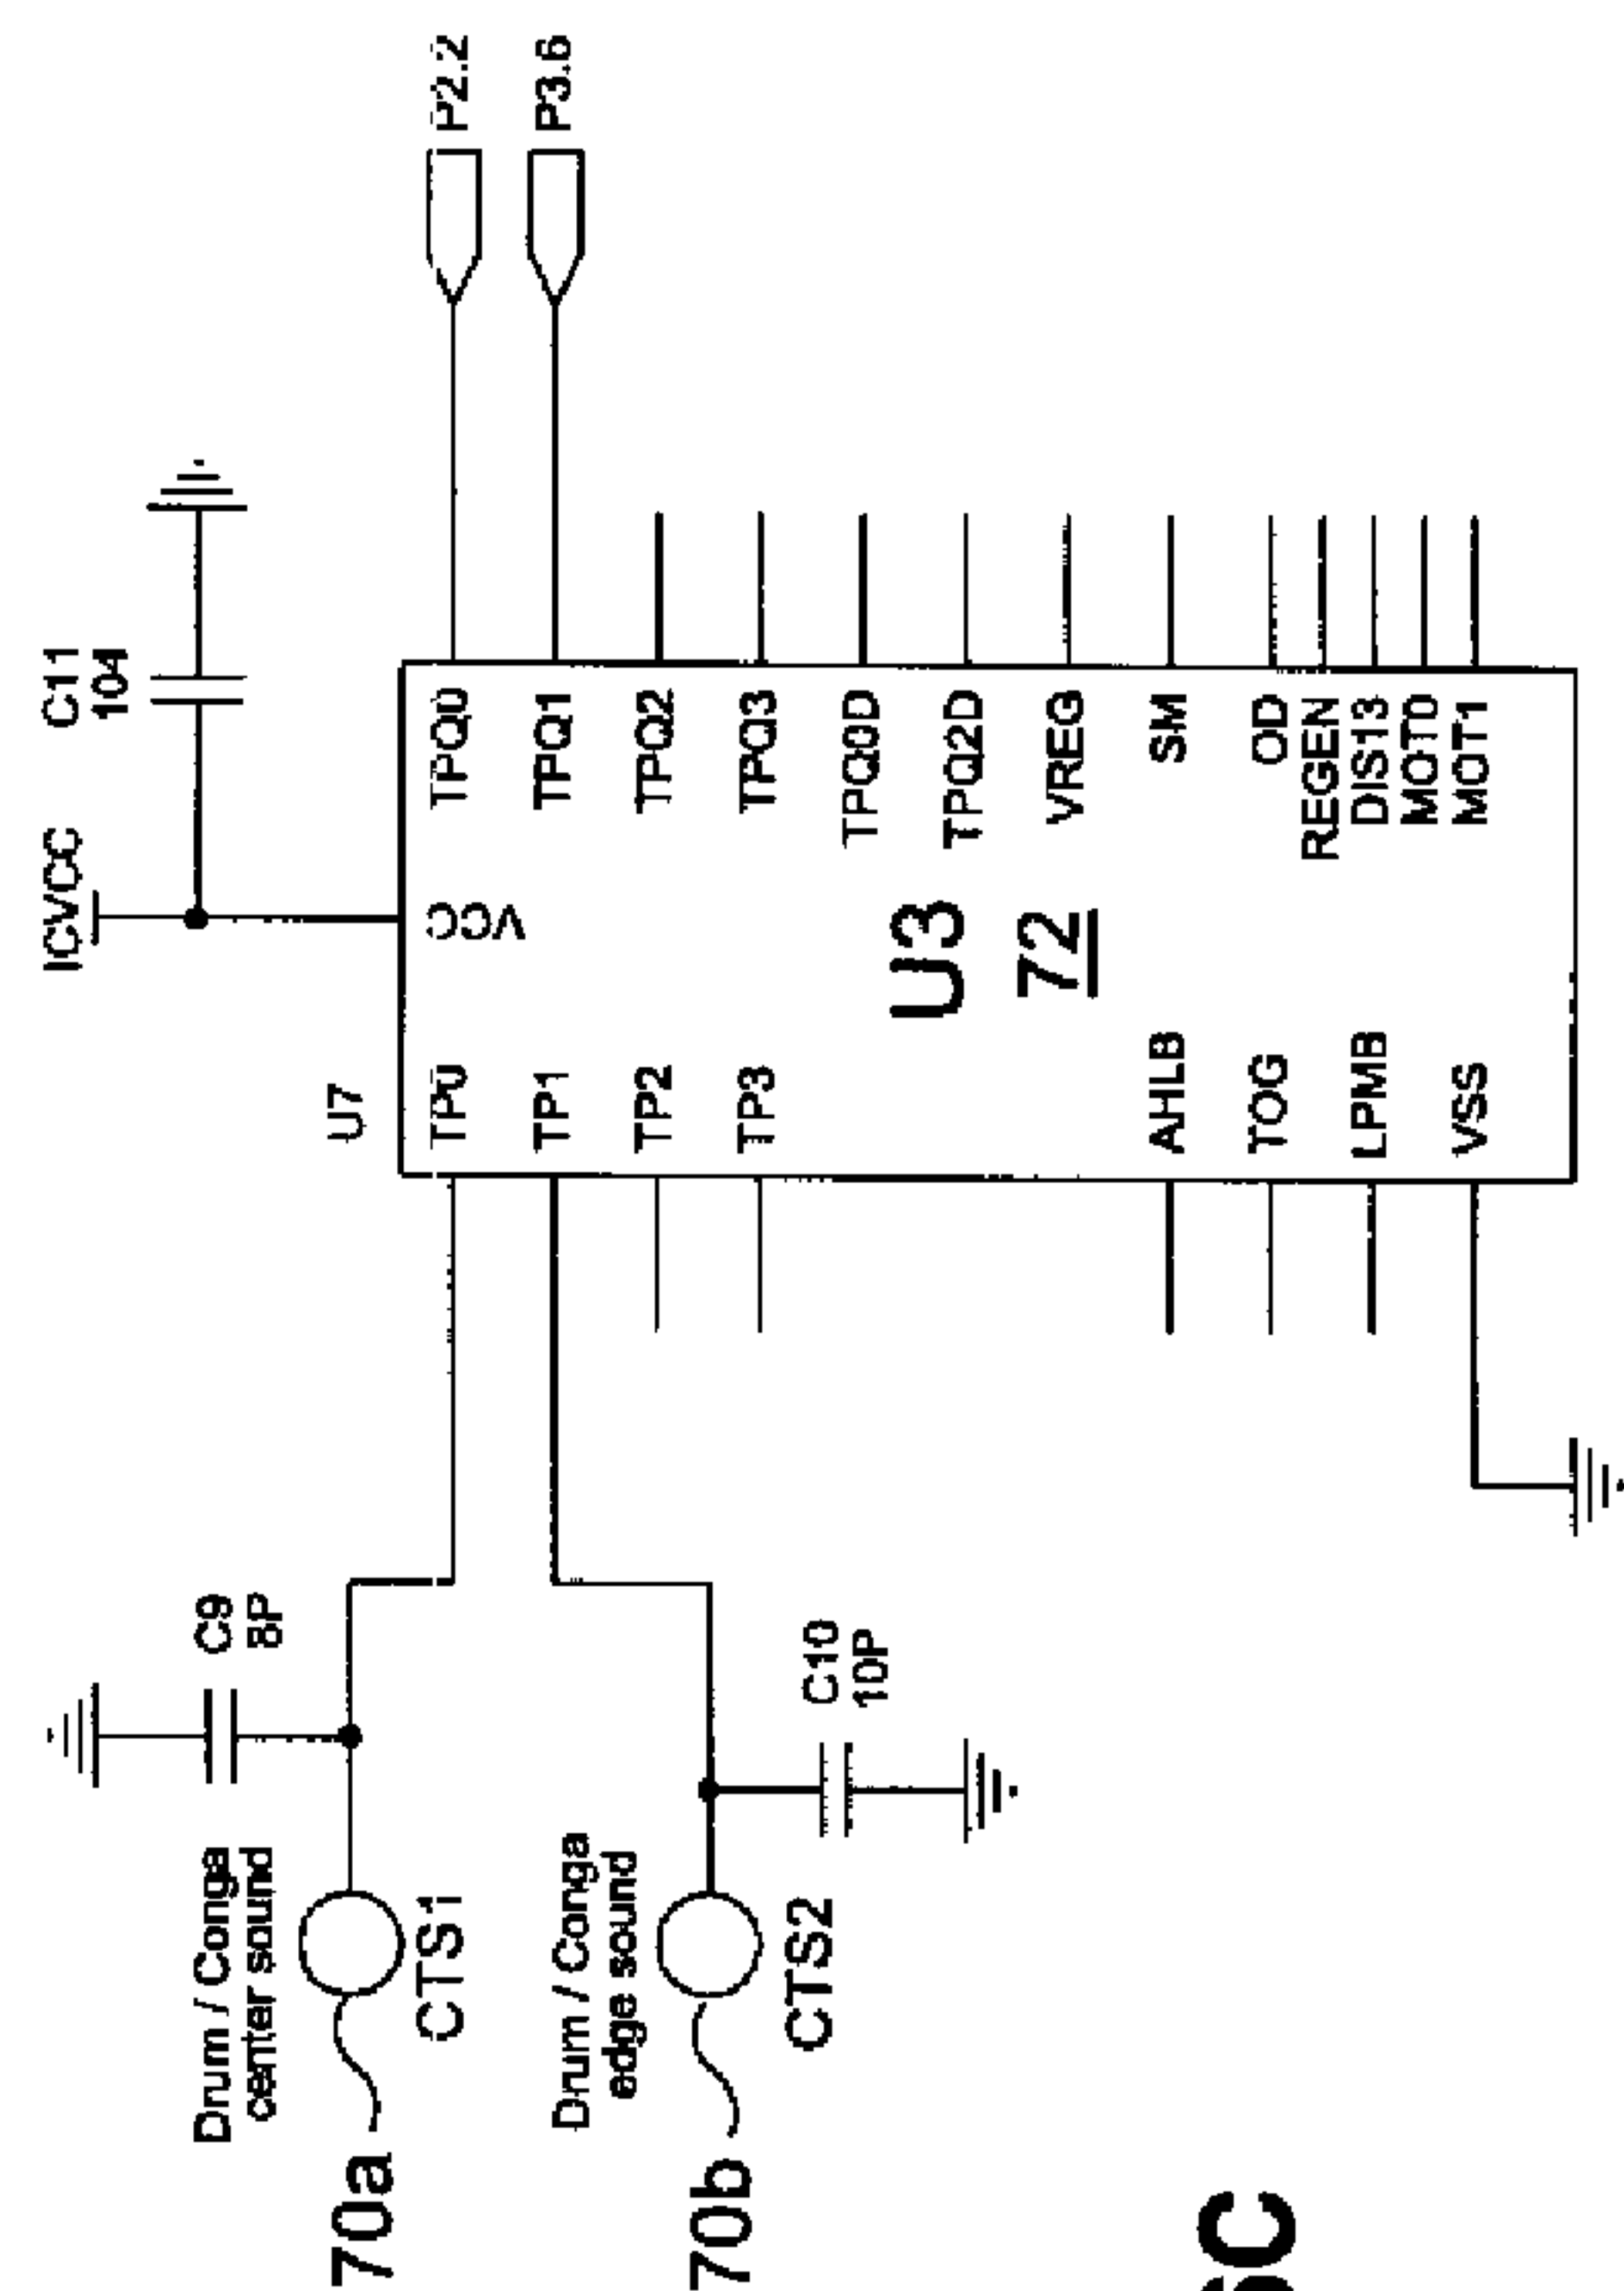 ICVCC
C11
104
Drum / Conga
center sound
C9
8P
70a
CTS1
U7
VCC
TP0
TPQ0
P2.2
TP1
TPQ1
P3.6
Drum / Conga
edge sound
70b
CTS2
C10
10P
TP2
TPQ2
TP3
TPQ3
TPQ0D
U3
TPQ2D
72
VREG
AHLB
SM
TOG
OD
REGEN
LPMB
DIS13
MOT0
VSS
MOT1